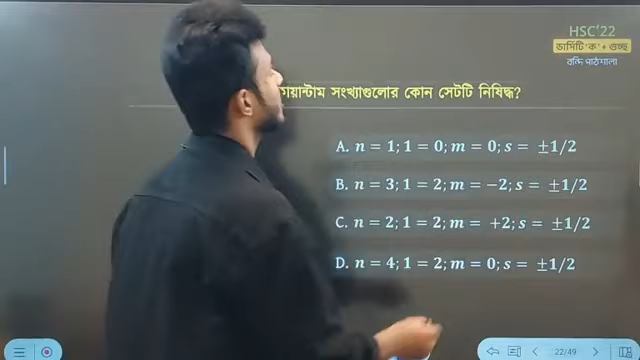 HSC'22
ভার্সিটি 'ক' + গুচ্ছ
বন্দি পাঠশালা
সংখ্যাগুলোর কোন সেটটি নিষিদ্ধ?
A. n = 1; 1 = 0; m = 0; s = ±1/2
B. n = 3; 1 = 2; m = −2; s = ±1/2
C. n = 2; 1 = 2; m = +2; s = ±1/2
D. n = 4; 1 = 2; m = 0; s = ±1/2
22/49